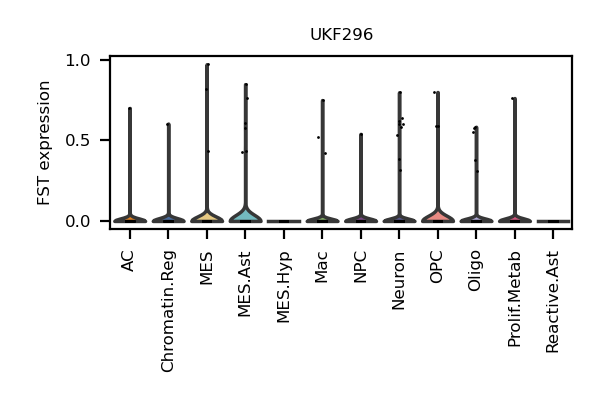 UKF296
FST expression
1.0
0.5
0.0
AC
Chromatin.Reg
MES
MES.Ast
MES.Hyp
Mac
NPC
Neuron
OPC
Oligo
Prolif.Metab
Reactive.Ast